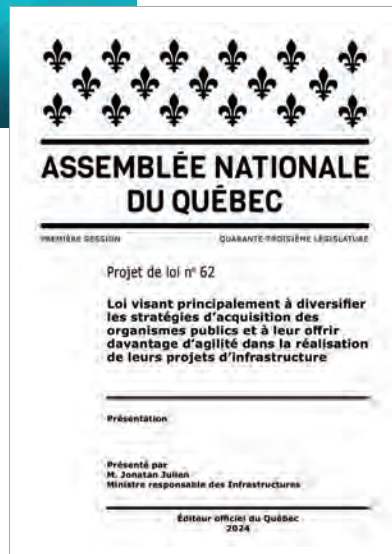 ASSEMBLÉE NATIONALE
DU QUÉBEC
PREMIÈRE SESSION QUARANTE-TROISIÈME LÉGISLATURE
Projet de loi nº 62
Loi visant principalement à diversifier
les stratégies d'acquisition des
organismes publics et à leur offrir
davantage d'agilité dans la réalisation
de leurs projets d'infrastructure
Présentation
Présenté par
M. Jonatan Julien
Ministre responsable des Infrastructures
Éditeur officiel du Québec
2024